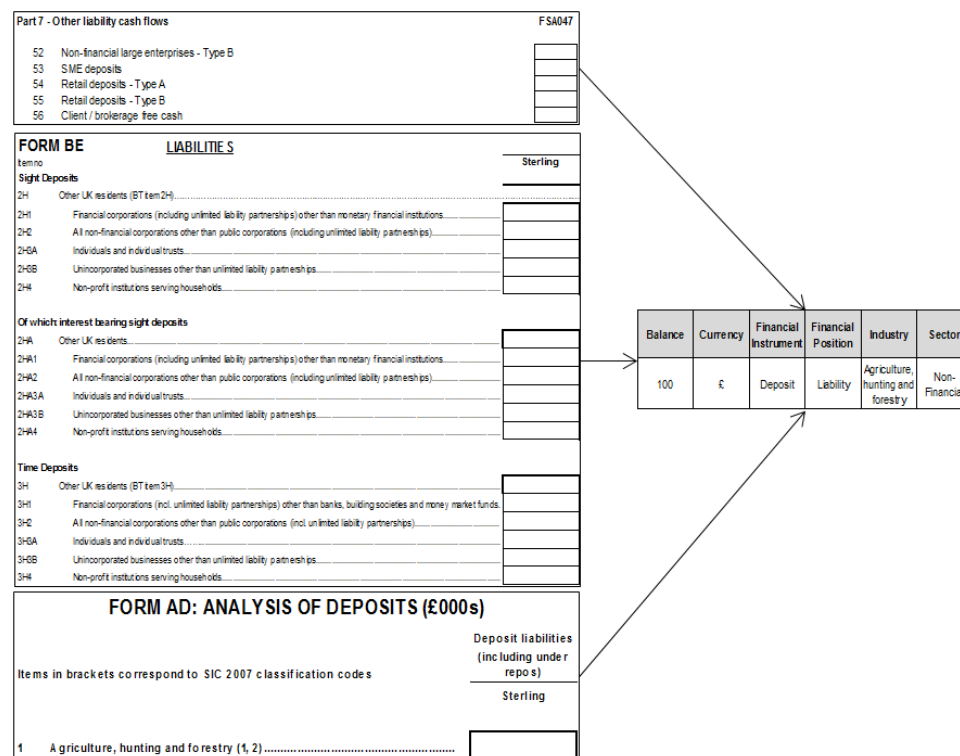 Part 7 - Other liability cash flows FSA047
52 Non-financial large enterprises - Type B
53 SME deposits
54 Retail deposits - Type A
55 Retail deposits - Type B
56 Client / brokerage free cash
FORM BE LIABILITIES
Item no Sterling
Sight Deposits
2H Other UK residents (BT item 2H)
2H1 Financial corporations (including unlimited liability partnerships) other than monetary financial institutions
2H2 All non-financial corporations other than public corporations (including unlimited liability partnerships)
2H3A Individuals and individual trusts
2H3B Unincorporated businesses other than unlimited liability partnerships
2H4 Non-profit institutions serving households
Of which: interest bearing sight deposits
2HA Other UK residents
2HA1 Financial corporations (including unlimited liability partnerships) other than monetary financial institutions
2HA2 All non-financial corporations other than public corporations (including unlimited liability partnerships)
2HA3A Individuals and individual trusts
2HA3B Unincorporated businesses other than unlimited liability partnerships
2HA4 Non-profit institutions serving households
Time Deposits
3H Other UK residents (BT item 3H)
3H1 Financial corporations (incl. unlimited liability partnerships) other than banks, building societies and money market funds.
3H2 All non-financial corporations other than public corporations (incl. unlimited liability partnerships)
3H3A Individuals and individual trusts
3H3B Unincorporated businesses other than unlimited liability partnerships
3H4 Non-profit institutions serving households
FORM AD: ANALYSIS OF DEPOSITS (£000s)
Deposit liabilities
(including under
repos)
Items in brackets correspond to SIC 2007 classification codes
Sterling
1 Agriculture, hunting and forestry (1, 2)
Balance Currency Financial Instrument Financial Position Industry Sector
100 £ Deposit Liability Agriculture, hunting and forestry Non-Financia